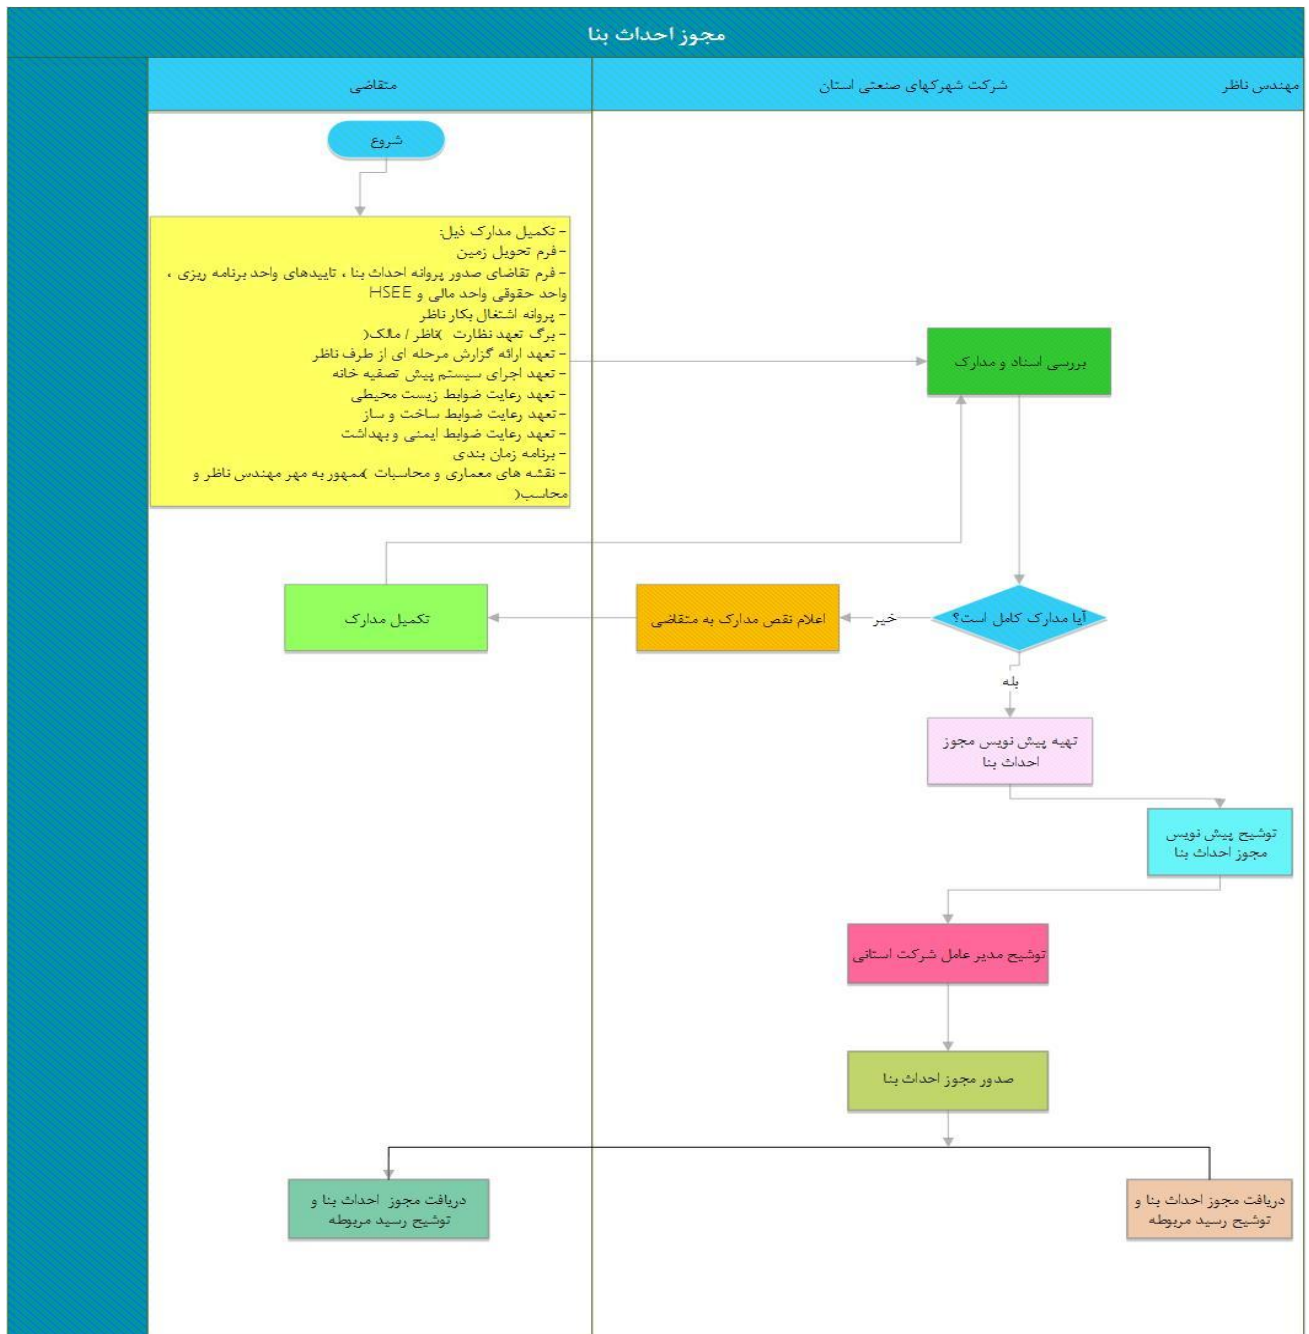 مجوز احداث بنا
مهندس ناظر
شرکت شهرکهای صنعتی استان
متقاضی
شروع
- تکمیل مدارک ذیل:
- فرم تحویل زمین
- فرم تقاضای صدور پروانه احداث بنا ، تاییدهای واحد برنامه ریزی ،
واحد حقوقی واحد مالی و HSEE
- پروانه اشتغال بکار ناظر
- برگ تعهد نظارت )ناظر / مالک(
- تعهد ارائه گزارش مرحله ای از طرف ناظر
- تعهد اجرای سیستم پیش تصفیه خانه
- تعهد رعایت ضوابط زیست محیطی
- تعهد رعایت ضوابط ساخت و ساز
- تعهد رعایت ضوابط ایمنی و بهداشت
- برنامه زمان بندی
- نقشه های معماری و محاسبات )ممهور به مهر مهندس ناظر و
محاسب(
بررسی اسناد و مدارک
آیا مدارک کامل است؟
خیر
اعلام نقص مدارک به متقاضی
تکمیل مدارک
بله
تهیه پیش نویس مجوز
احداث بنا
توشیح پیش نویس
مجوز احداث بنا
توشیح مدیر عامل شرکت استانی
صدور مجوز احداث بنا
دریافت مجوز احداث بنا و
توشیح رسید مربوطه
دریافت مجوز احداث بنا و
توشیح رسید مربوطه